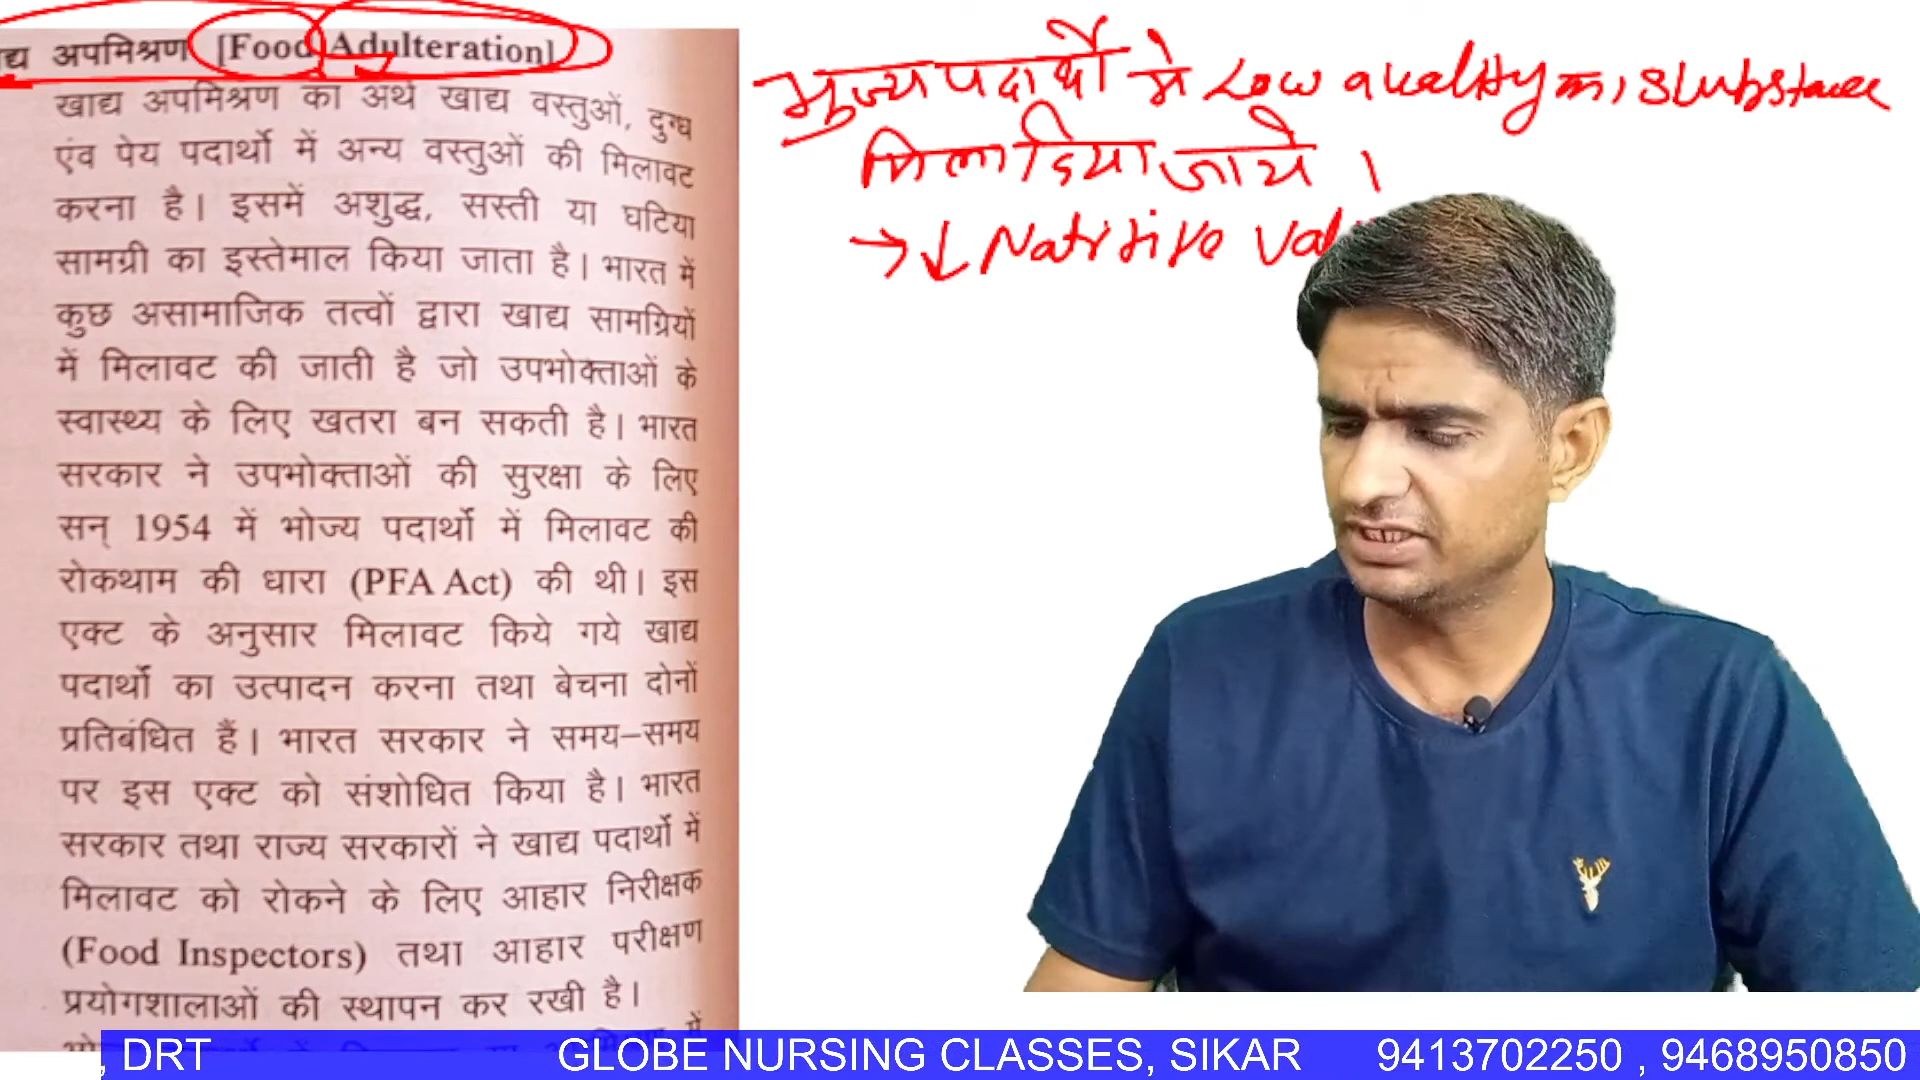 अपमिश्रण [Food Adulteration]
खाद्य अपमिश्रण का अर्थ खाद्य वस्तुओं, दुग्ध
एंव पेय पदार्थो में अन्य वस्तुओं की मिलावट
करना है। इसमें अशुद्ध, सस्ती या घटिया
सामग्री का इस्तेमाल किया जाता है। भारत में
कुछ असामाजिक तत्वों द्वारा खाद्य सामग्रियों
में मिलावट की जाती है जो उपभोक्ताओं के
स्वास्थ्य के लिए खतरा बन सकती है। भारत
सरकार ने उपभोक्ताओं की सुरक्षा के लिए
सन् 1954 में भोज्य पदार्थो में मिलावट की
रोकथाम की धारा (PFA Act) की थी। इस
एक्ट के अनुसार मिलावट किये गये खाद्य
पदार्थो का उत्पादन करना तथा बेचना दोनों
प्रतिबंधित हैं। भारत सरकार ने समय–समय
पर इस एक्ट को संशोधित किया है। भारत
सरकार तथा राज्य सरकारों ने खाद्य पदार्थो में
मिलावट को रोकने के लिए आहार निरीक्षक
(Food Inspectors) तथा आहार परीक्षण
प्रयोगशालाओं की स्थापन कर रखी है।
पदार्थो मे Low quality
मिला दिया जाये।
→ ↓
, DRT GLOBE NURSING CLASSES, SIKAR 9413702250 , 9468950850